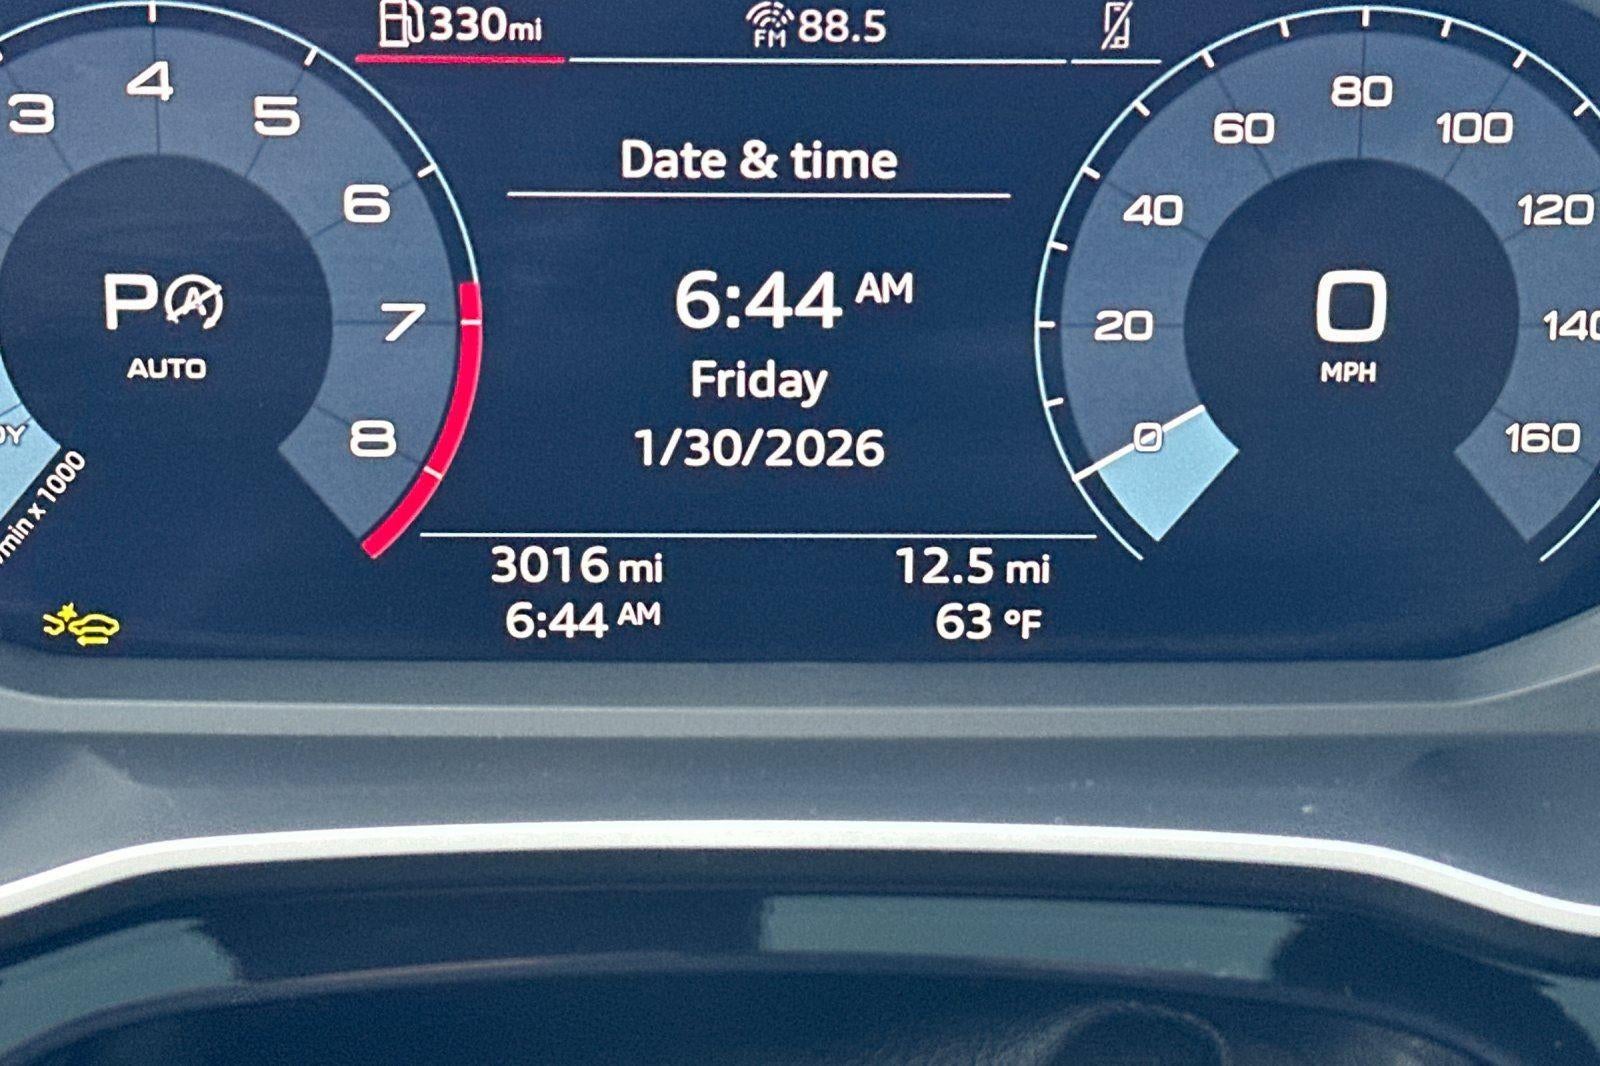 330mi
FM 88.5
3
4
5
6
7
8
DY
/min x 1000
P A
AUTO
Date & time
6:44 AM
Friday
1/30/2026
0
20
40
60
80
100
120
140
160
0
MPH
3016 mi
12.5 mi
6:44 AM
63 °F